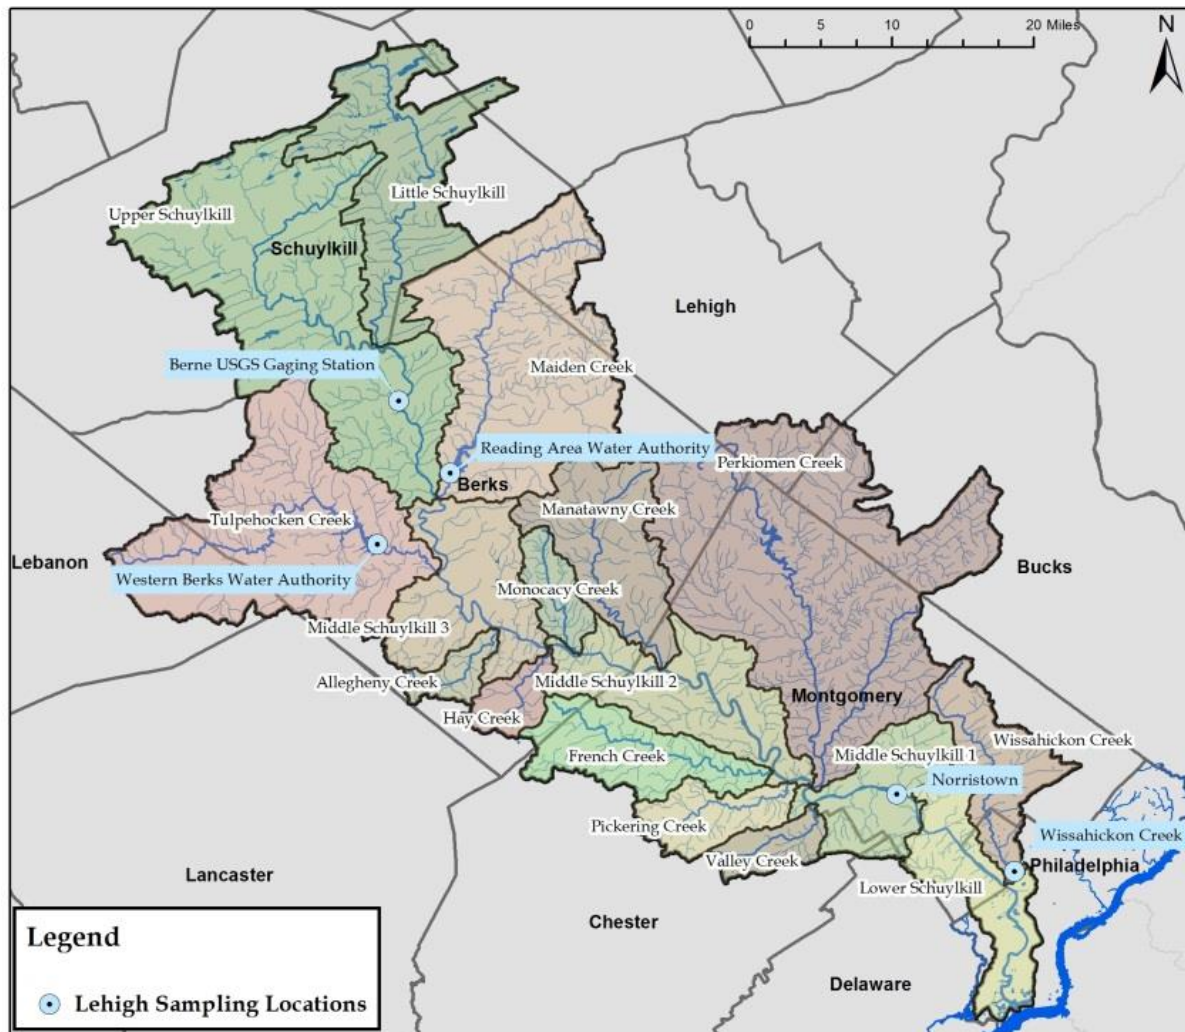 0 5 10 20 Miles
N
Little Schuylkill
Upper Schuylkill
Schuylkill
Lehigh
Berne USGS Gaging Station
Maiden Creek
Reading Area Water Authority
Perkiomen Creek
Berks
Manatawny Creek
Tulpehocken Creek
Lebanon
Bucks
Western Berks Water Authority
Monocacy Creek
Middle Schuylkill 3
Allegheny Creek
Middle Schuylkill 2
Montgomery
Hay Creek
Wissahickon Creek
French Creek
Middle Schuylkill 1
Norristown
Pickering Creek
Wissahickon Creek
Valley Creek
Philadelphia
Lancaster
Lower Schuylkill
Chester
Delaware
Legend
Lehigh Sampling Locations